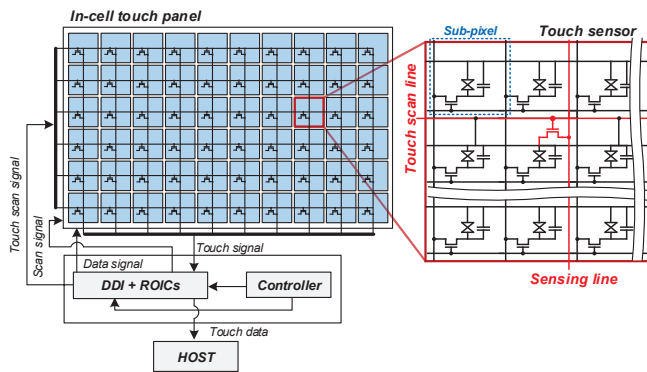 In-cell touch panel
Sub-pixel
Touch sensor
Touch scan line
Touch scan signal
Scan signal
Touch signal
Data signal
DDI + ROICs
Controller
Sensing line
Touch data
HOST